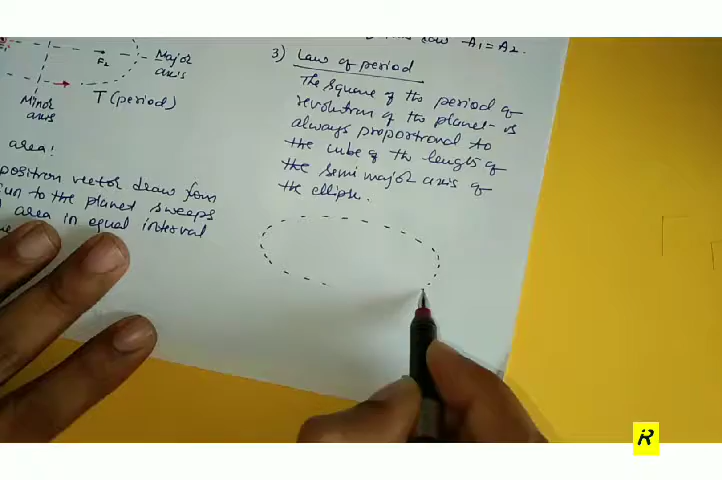 A₁ = A₂.
Major
axis
F₂
Minor
axis
T (period)
area:
position vector draw from
sun to the planet sweeps
area in equal interval
3) Law of period
The square of the period of
revolution of the planet is
always proportional to
the cube of the length of
the semi major axis of
the ellipse.
R